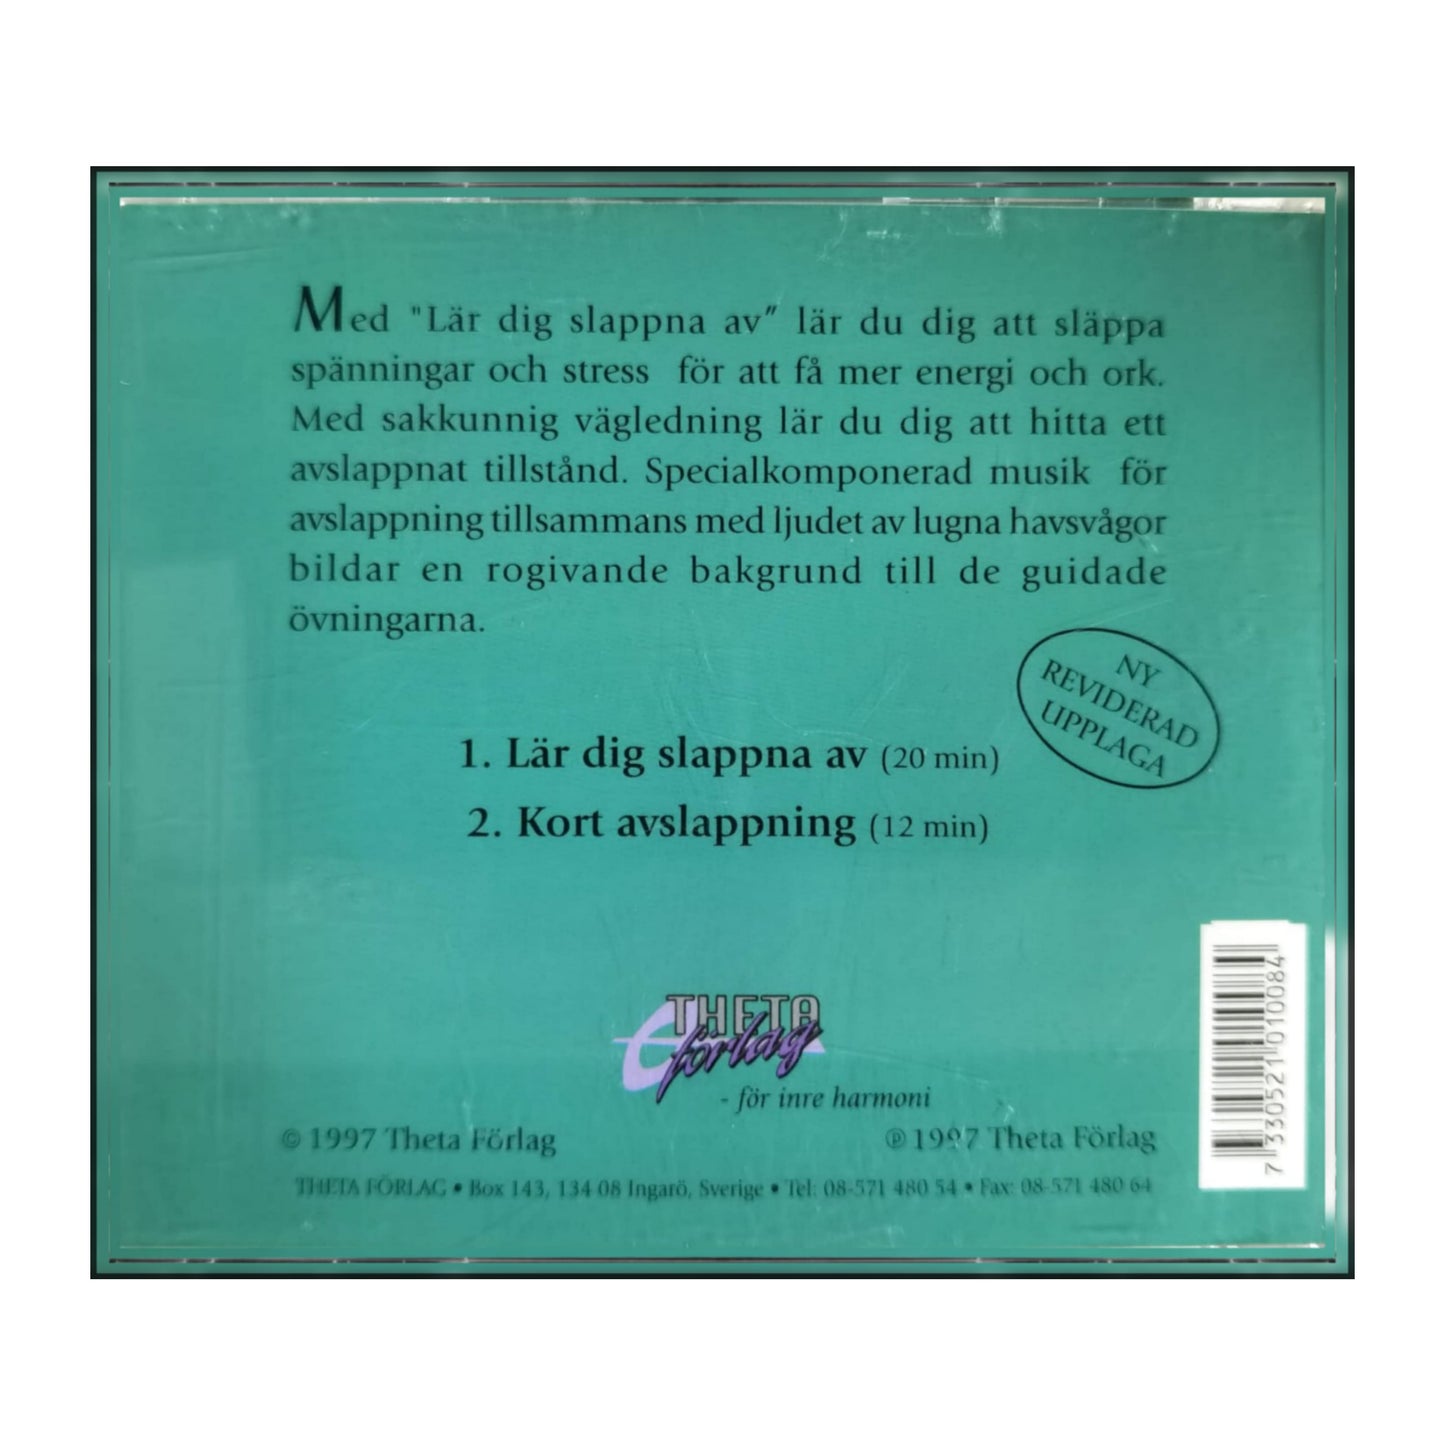 Med "Lär dig slappna av" lär du dig att släppa
spänningar och stress för att få mer energi och ork.
Med sakkunnig vägledning lär du dig att hitta ett
avslappnat tillstånd. Specialkomponerad musik för
avslappning tillsammans med ljudet av lugna havsvågor
bildar en rogivande bakgrund till de guidade
övningarna.
NY
REVIDERAD
UPPLAGA
1. Lär dig slappna av (20 min)
2. Kort avslappning (12 min)
THETA
förlag
- för inre harmoni
© 1997 Theta Förlag
℗ 1997 Theta Förlag
THETA FÖRLAG • Box 143, 134 08 Ingarö, Sverige • Tel: 08-571 480 54 • Fax: 08-571 480 64
7 330521 010084